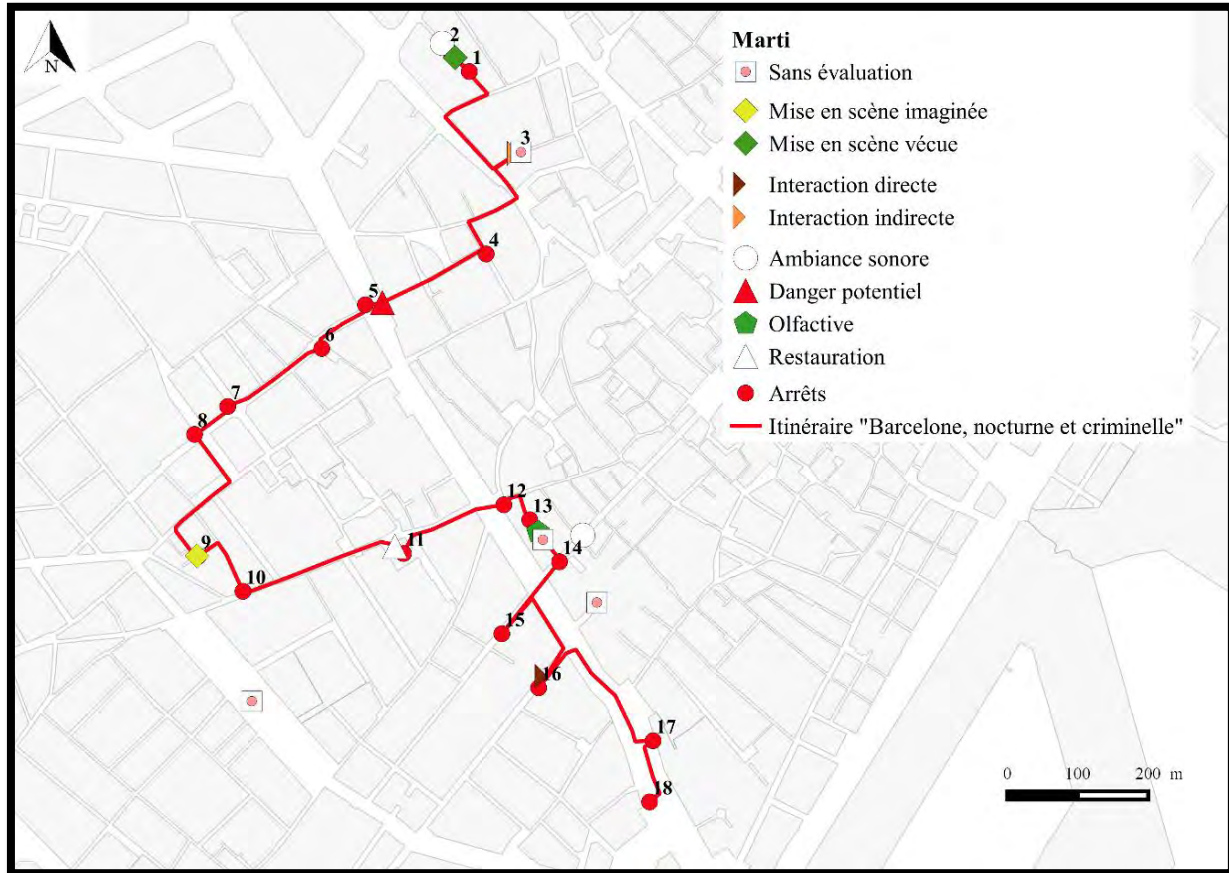 N
Marti
Sans évaluation
Mise en scène imaginée
Mise en scène vécue
Interaction directe
Interaction indirecte
Ambiance sonore
Danger potentiel
Olfactive
Restauration
Arrêts
Itinéraire "Barcelone, nocturne et criminelle"
2
1
3
4
5
6
7
8
9
10
11
12
13
14
15
16
17
18
0 100 200 m